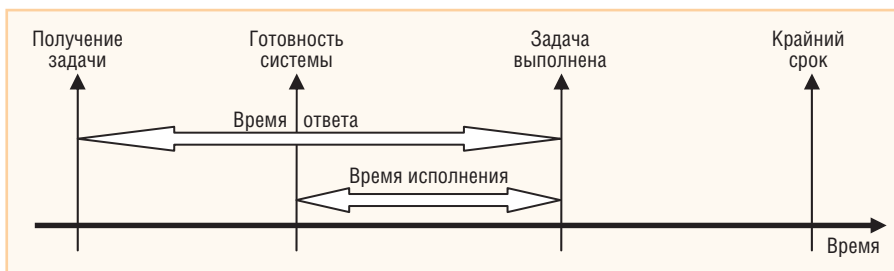 Получение
задачи
Готовность
системы
Задача
выполнена
Крайний
срок
Время ответа
Время исполнения
Время